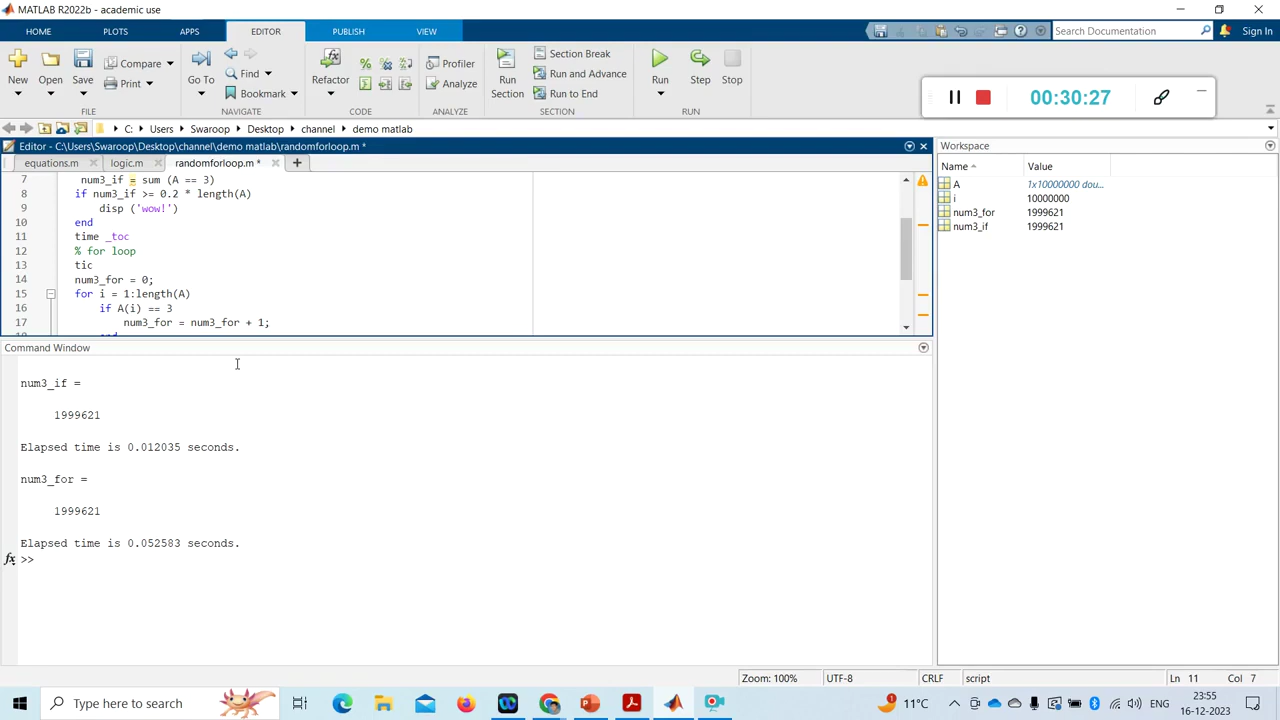 MATLAB R2022b - academic use
HOME PLOTS APPS EDITOR PUBLISH VIEW Search Documentation Sign In
New Open Save Compare Print Go To Find Bookmark Refactor Profiler Analyze Run Section Section Break Run and Advance Run to End Run Step Stop
FILE NAVIGATE CODE ANALYZE SECTION RUN
00:30:27
C: Users Swaroop Desktop channel demo matlab
Editor - C:\Users\Swaroop\Desktop\channel\demo matlab\randomforloop.m *
equations.m logic.m randomforloop.m *
7 num3_if = sum (A == 3)
8 if num3_if >= 0.2 * length(A)
9 disp ('wow!')
10 end
11 time _toc
12 % for loop
13 tic
14 num3_for = 0;
15 for i = 1:length(A)
16 if A(i) == 3
17 num3_for = num3_for + 1;
Workspace
Name Value
A 1x10000000 dou...
i 10000000
num3_for 1999621
num3_if 1999621
Command Window
num3_if =
1999621
Elapsed time is 0.012035 seconds.
num3_for =
1999621
Elapsed time is 0.052583 seconds.
fx >>
Zoom: 100% UTF-8 CRLF script Ln 11 Col 7
Type here to search
1 11°C ENG 23:55
16-12-2023